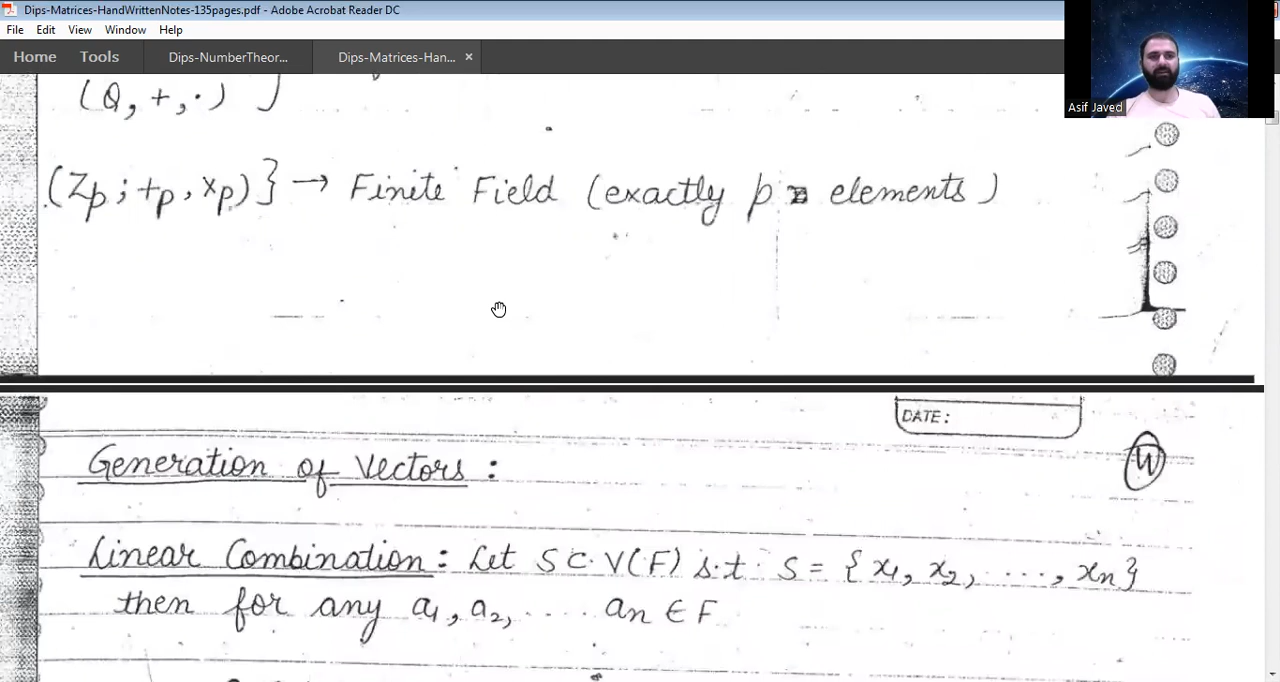 Dips-Matrices-HandWrittenNotes-135pages.pdf - Adobe Acrobat Reader DC
File Edit View Window Help
Home Tools Dips-NumberTheor... Dips-Matrices-Han... ×
Asif Javed
(Q, +, ·) }
(Zp ; +p, xp) } → Finite Field (exactly p elements)
DATE:
Generation of Vectors :
Linear Combination : Let S ⊂ V(F) s.t. S = {x1, x2, ..., xn}
then for any a1, a2, .... an ∈ F